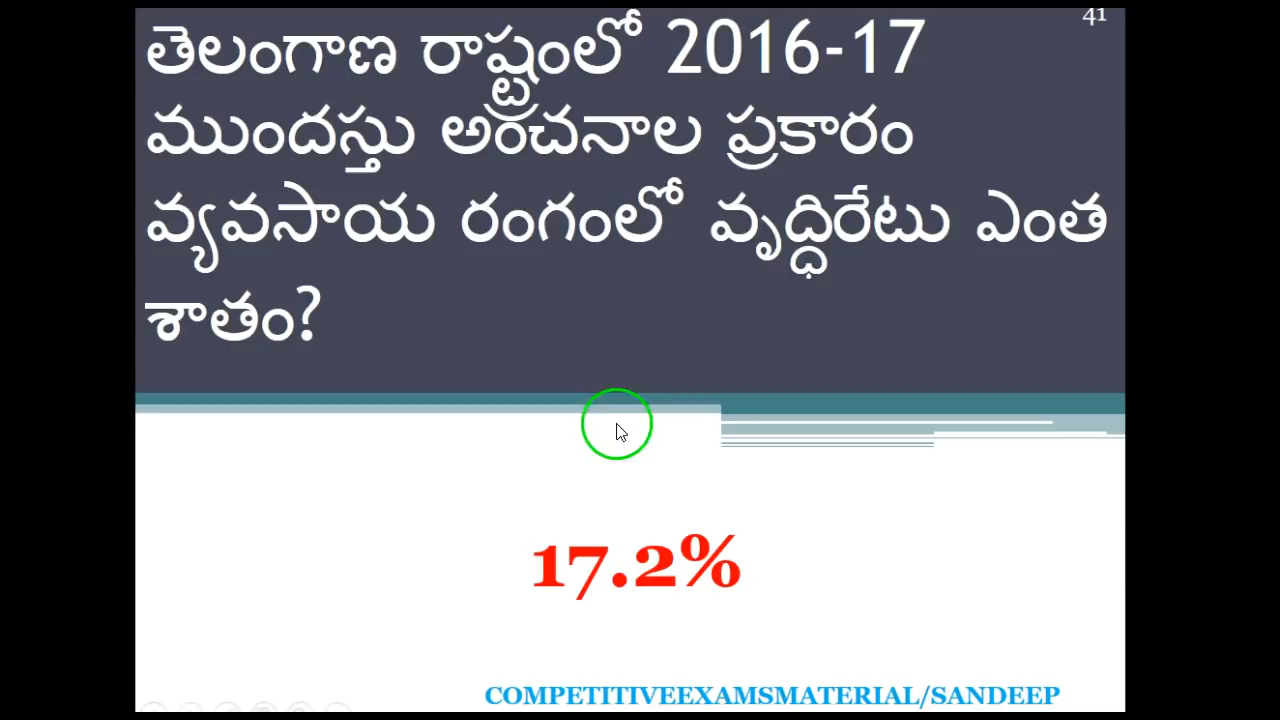 41
తెలంగాణ రాష్ట్రంలో 2016-17
ముందస్తు అంచనాల ప్రకారం
వ్యవసాయ రంగంలో వృద్ధిరేటు ఎంత
శాతం?
17.2%
COMPETITIVEEXAMSMATERIAL/SANDEEP